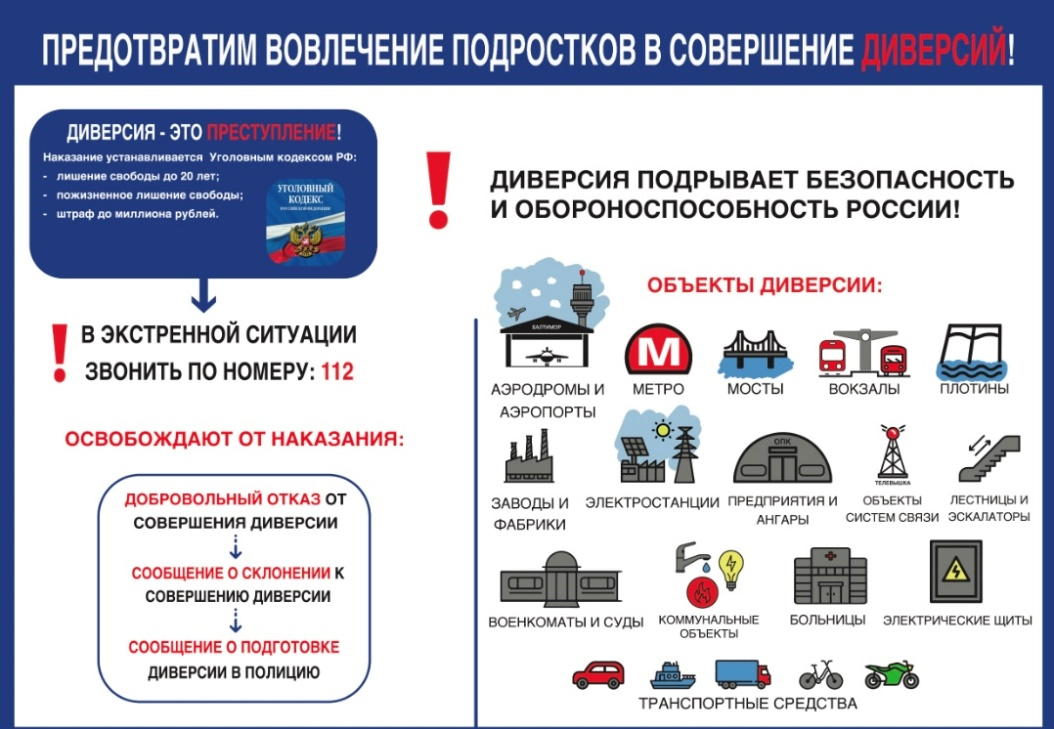 ПРЕДОТВРАТИМ ВОВЛЕЧЕНИЕ ПОДРОСТКОВ В СОВЕРШЕНИЕ ДИВЕРСИЙ!
ДИВЕРСИЯ - ЭТО ПРЕСТУПЛЕНИЕ!
Наказание устанавливается Уголовным кодексом РФ:
- лишение свободы до 20 лет;
- пожизненное лишение свободы;
- штраф до миллиона рублей.
УГОЛОВНЫЙ
КОДЕКС
РОССИЙСКОЙ ФЕДЕРАЦИИ
! В ЭКСТРЕННОЙ СИТУАЦИИ
ЗВОНИТЬ ПО НОМЕРУ: 112
ОСВОБОЖДАЮТ ОТ НАКАЗАНИЯ:
ДОБРОВОЛЬНЫЙ ОТКАЗ ОТ
СОВЕРШЕНИЯ ДИВЕРСИИ
СООБЩЕНИЕ О СКЛОНЕНИИ К
СОВЕРШЕНИЮ ДИВЕРСИИ
СООБЩЕНИЕ О ПОДГОТОВКЕ
ДИВЕРСИИ В ПОЛИЦИЮ
! ДИВЕРСИЯ ПОДРЫВАЕТ БЕЗОПАСНОСТЬ
И ОБОРОНОСПОСОБНОСТЬ РОССИИ!
ОБЪЕКТЫ ДИВЕРСИИ:
БАЛТИМОР
АЭРОДРОМЫ И
АЭРОПОРТЫ
М
МЕТРО
МОСТЫ
ВОКЗАЛЫ
ПЛОТИНЫ
ЗАВОДЫ И
ФАБРИКИ
ЭЛЕКТРОСТАНЦИИ
ОПК
ПРЕДПРИЯТИЯ И
АНГАРЫ
ТЕЛЕВЫШКА
ОБЪЕКТЫ
СИСТЕМ СВЯЗИ
ЛЕСТНИЦЫ И
ЭСКАЛАТОРЫ
ВОЕНКОМАТЫ И СУДЫ
КОММУНАЛЬНЫЕ
ОБЪЕКТЫ
БОЛЬНИЦЫ
ЭЛЕКТРИЧЕСКИЕ ЩИТЫ
ТРАНСПОРТНЫЕ СРЕДСТВА